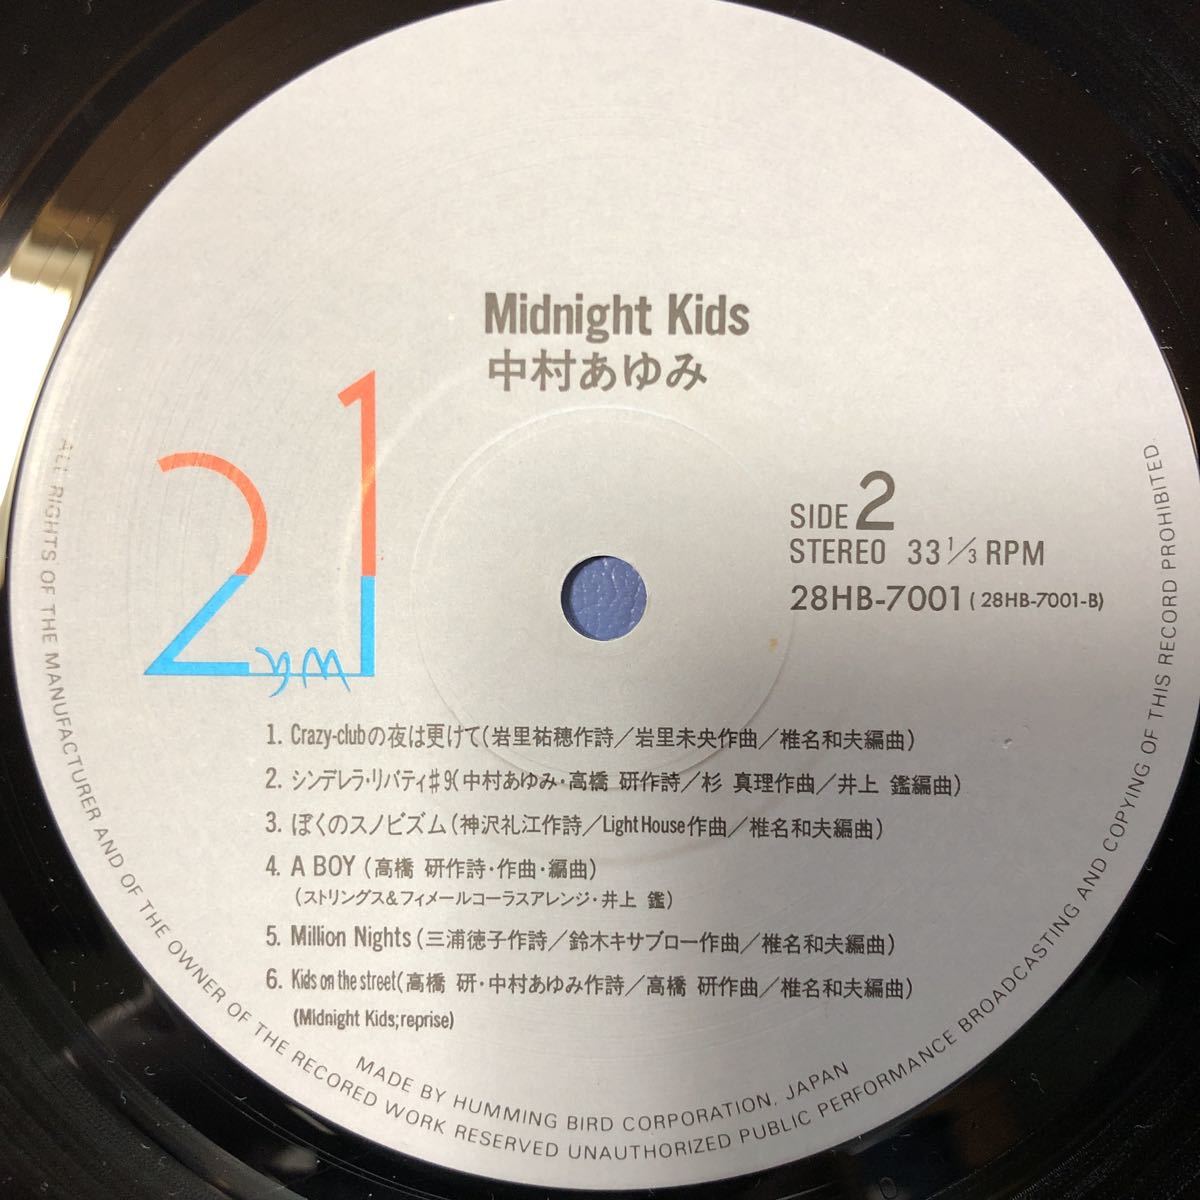 Midnight Kids
中村あゆみ
21
SIDE 2
STEREO 33 1/3 RPM
28HB-7001 (28HB-7001-B)
1. Crazy-clubの夜は更けて(岩里祐穂作詩/岩里未央作曲/椎名和夫編曲)
2. シンデレラ・リバティ♯9(中村あゆみ・高橋 研作詩/杉 真理作曲/井上 鑑編曲)
3. ぼくのスノビズム(神沢礼江作詩/Light House作曲/椎名和夫編曲)
4. A BOY (高橋 研作詩・作曲・編曲)
(ストリングス&フィメールコーラスアレンジ・井上 鑑)
5. Million Nights (三浦徳子作詩/鈴木キサブロー作曲/椎名和夫編曲)
6. Kids on the street(高橋 研・中村あゆみ作詩/高橋 研作曲/椎名和夫編曲)
(Midnight Kids;reprise)
MADE BY HUMMING BIRD CORPORATION, JAPAN
ALL RIGHTS OF THE MANUFACTURER AND OF THE OWNER OF THE RECORED WORK RESERVED UNAUTHORIZED PUBLIC PERFORMANCE BROADCASTING AND COPYING OF THIS RECORD PROHIBITED.